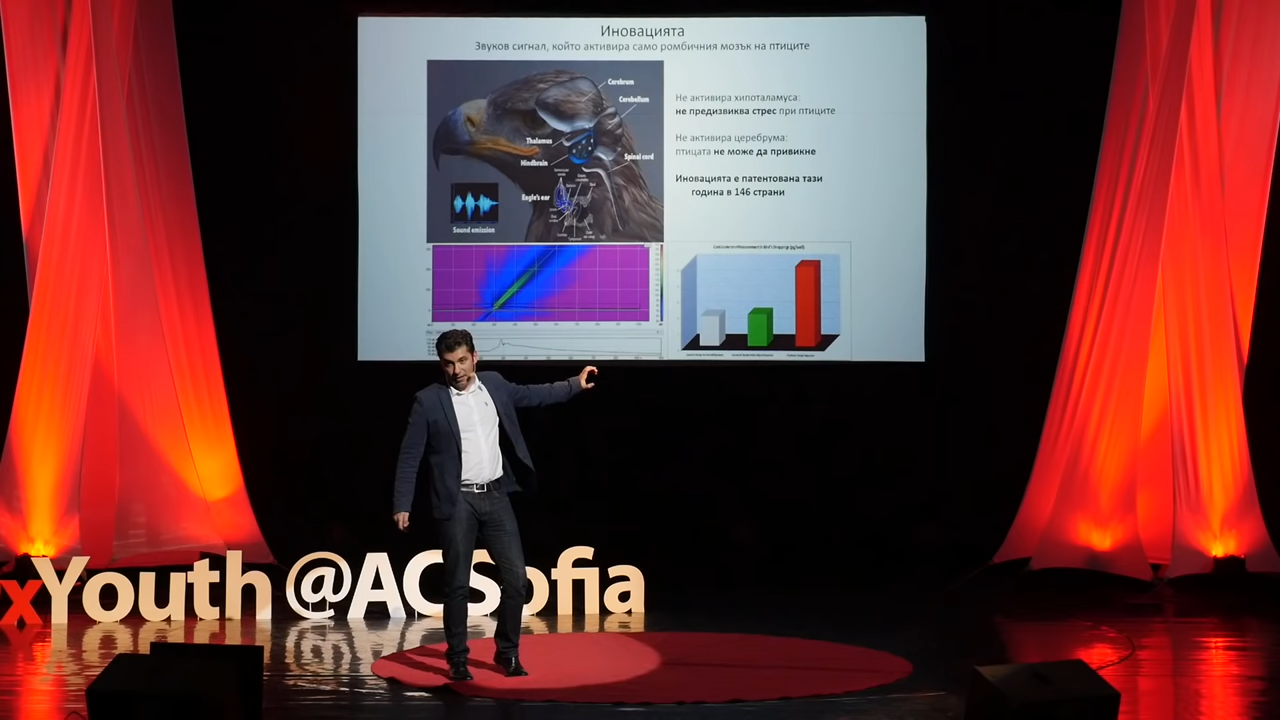 Иновацията
Звуков сигнал, който активира само ромбичния мозък на птиците
Cerebrum
Cerebellum
Thalamus
Hindbrain
Spinal cord
Eagle's ear
Sound emission
Не активира хипоталамуса:
не предизвиква стрес при птиците
Не активира церебрума:
птицата не може да привикне
Иновацията е патентована тази
година в 146 страни
xYouth @ACSofia